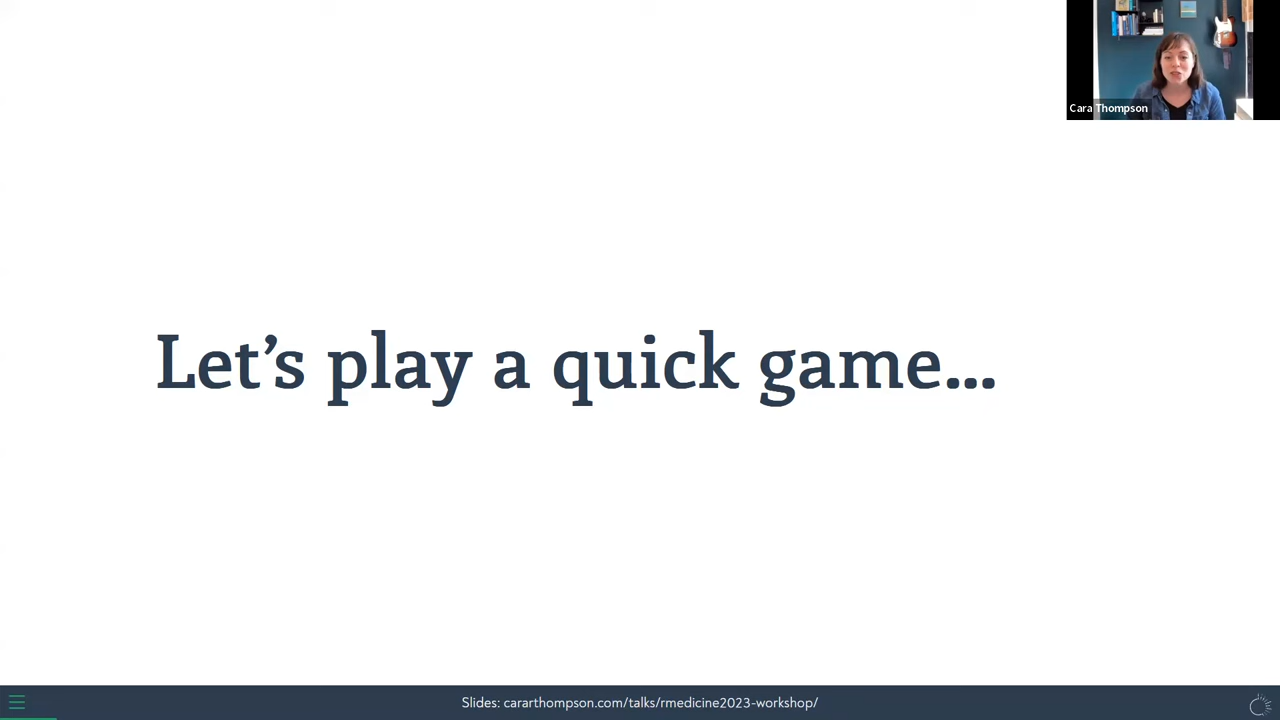 Cara Thompson
Let’s play a quick game...
Slides: cararthompson.com/talks/rmedicine2023-workshop/